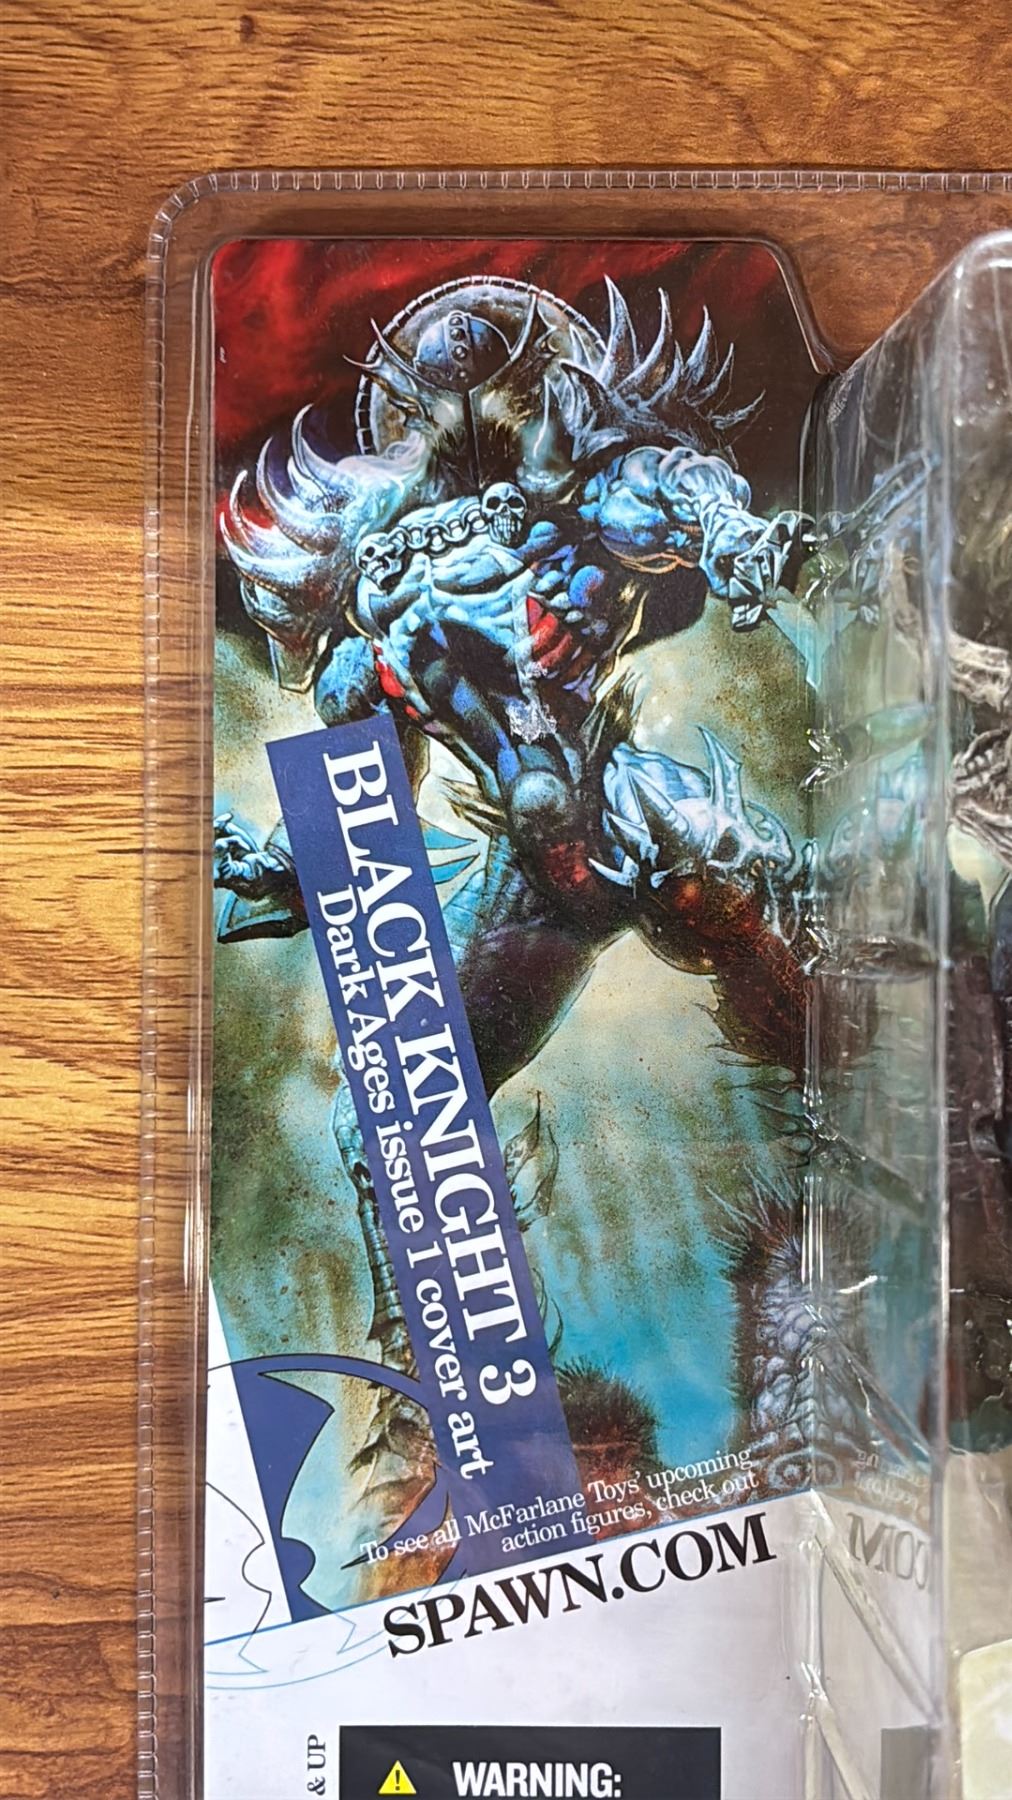 BLACK KNIGHT 3
Dark Ages issue 1 cover art
To see all McFarlane Toys' upcoming
action figures, check out
SPAWN.COM
& UP
WARNING: